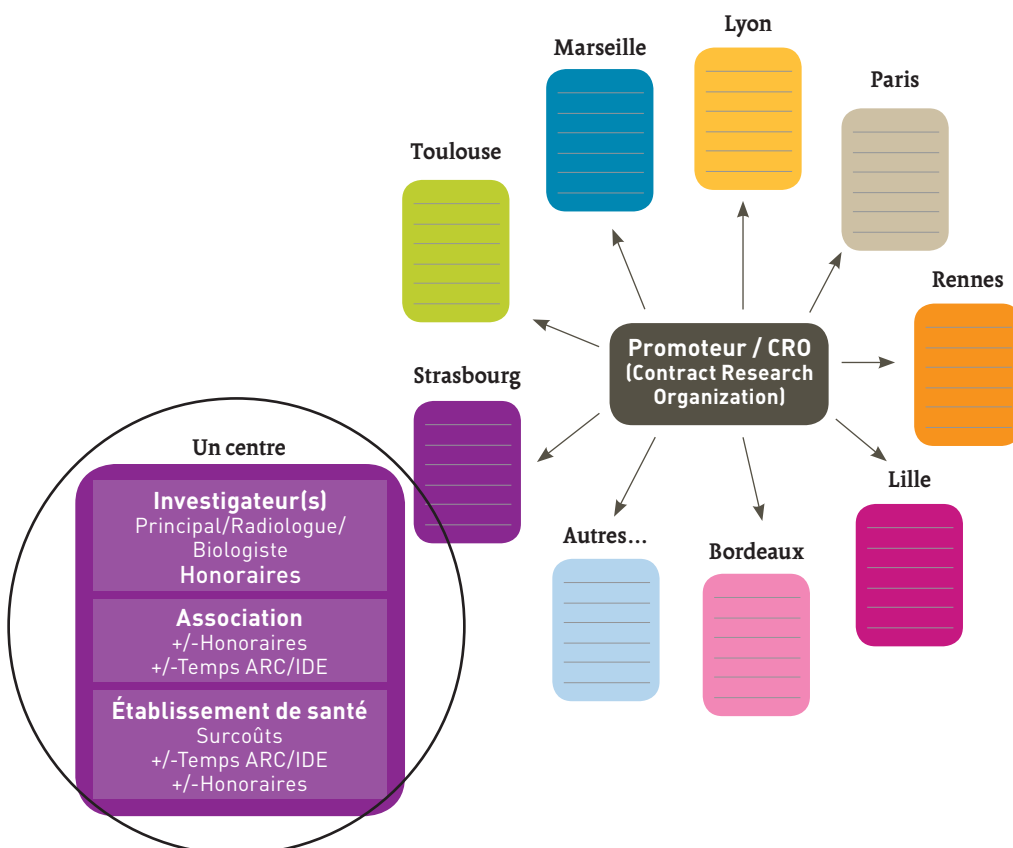 Lyon
Marseille
Paris
Toulouse
Rennes
Promoteur / CRO
(Contract Research
Organization)
Strasbourg
Un centre
Lille
Investigateur(s)
Principal/Radiologue/
Biologiste
Honoraires
Autres...
Bordeaux
Association
+/-Honoraires
+/-Temps ARC/IDE
Établissement de santé
Surcoûts
+/-Temps ARC/IDE
+/-Honoraires